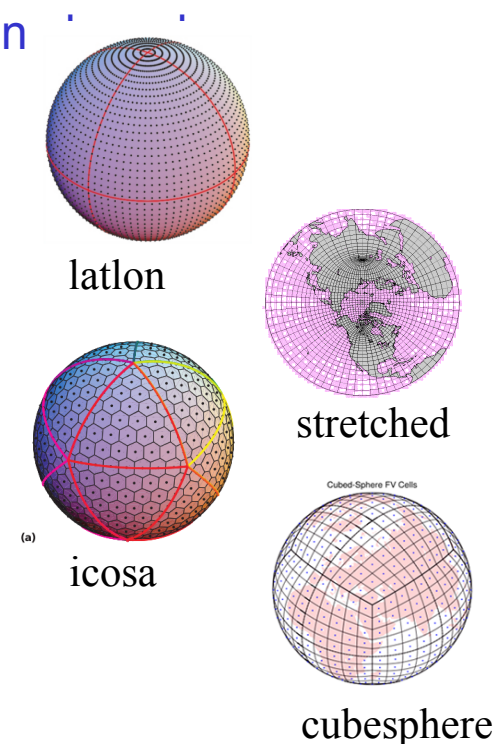 latlon
stretched
Cubed-Sphere FV Cells
(a)
icosa
cubesphere